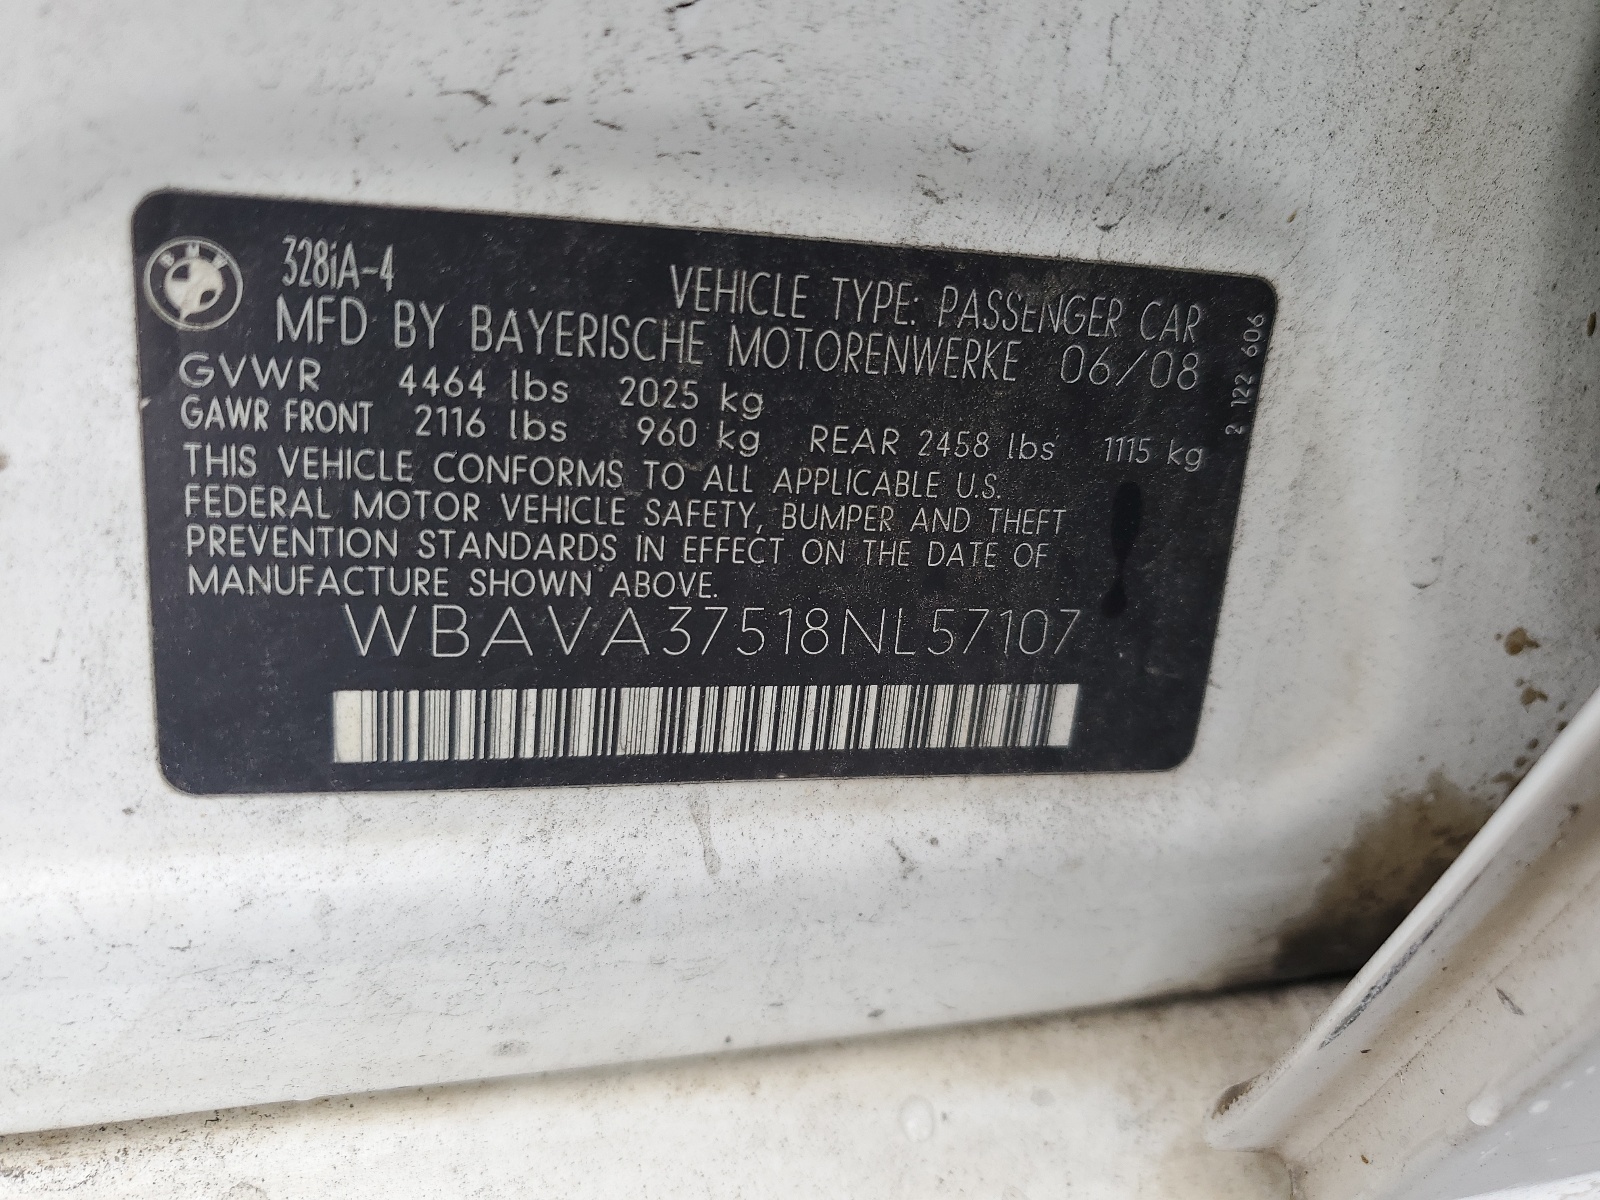 BMW
328iA-4
VEHICLE TYPE: PASSENGER CAR
MFD BY BAYERISCHE MOTORENWERKE 06/08
GVWR 4464 lbs 2025 kg
GAWR FRONT 2116 lbs 960 kg REAR 2458 lbs 1115 kg
THIS VEHICLE CONFORMS TO ALL APPLICABLE U.S.
FEDERAL MOTOR VEHICLE SAFETY, BUMPER AND THEFT
PREVENTION STANDARDS IN EFFECT ON THE DATE OF
MANUFACTURE SHOWN ABOVE.
WBAVA37518NL57107
2 122 606